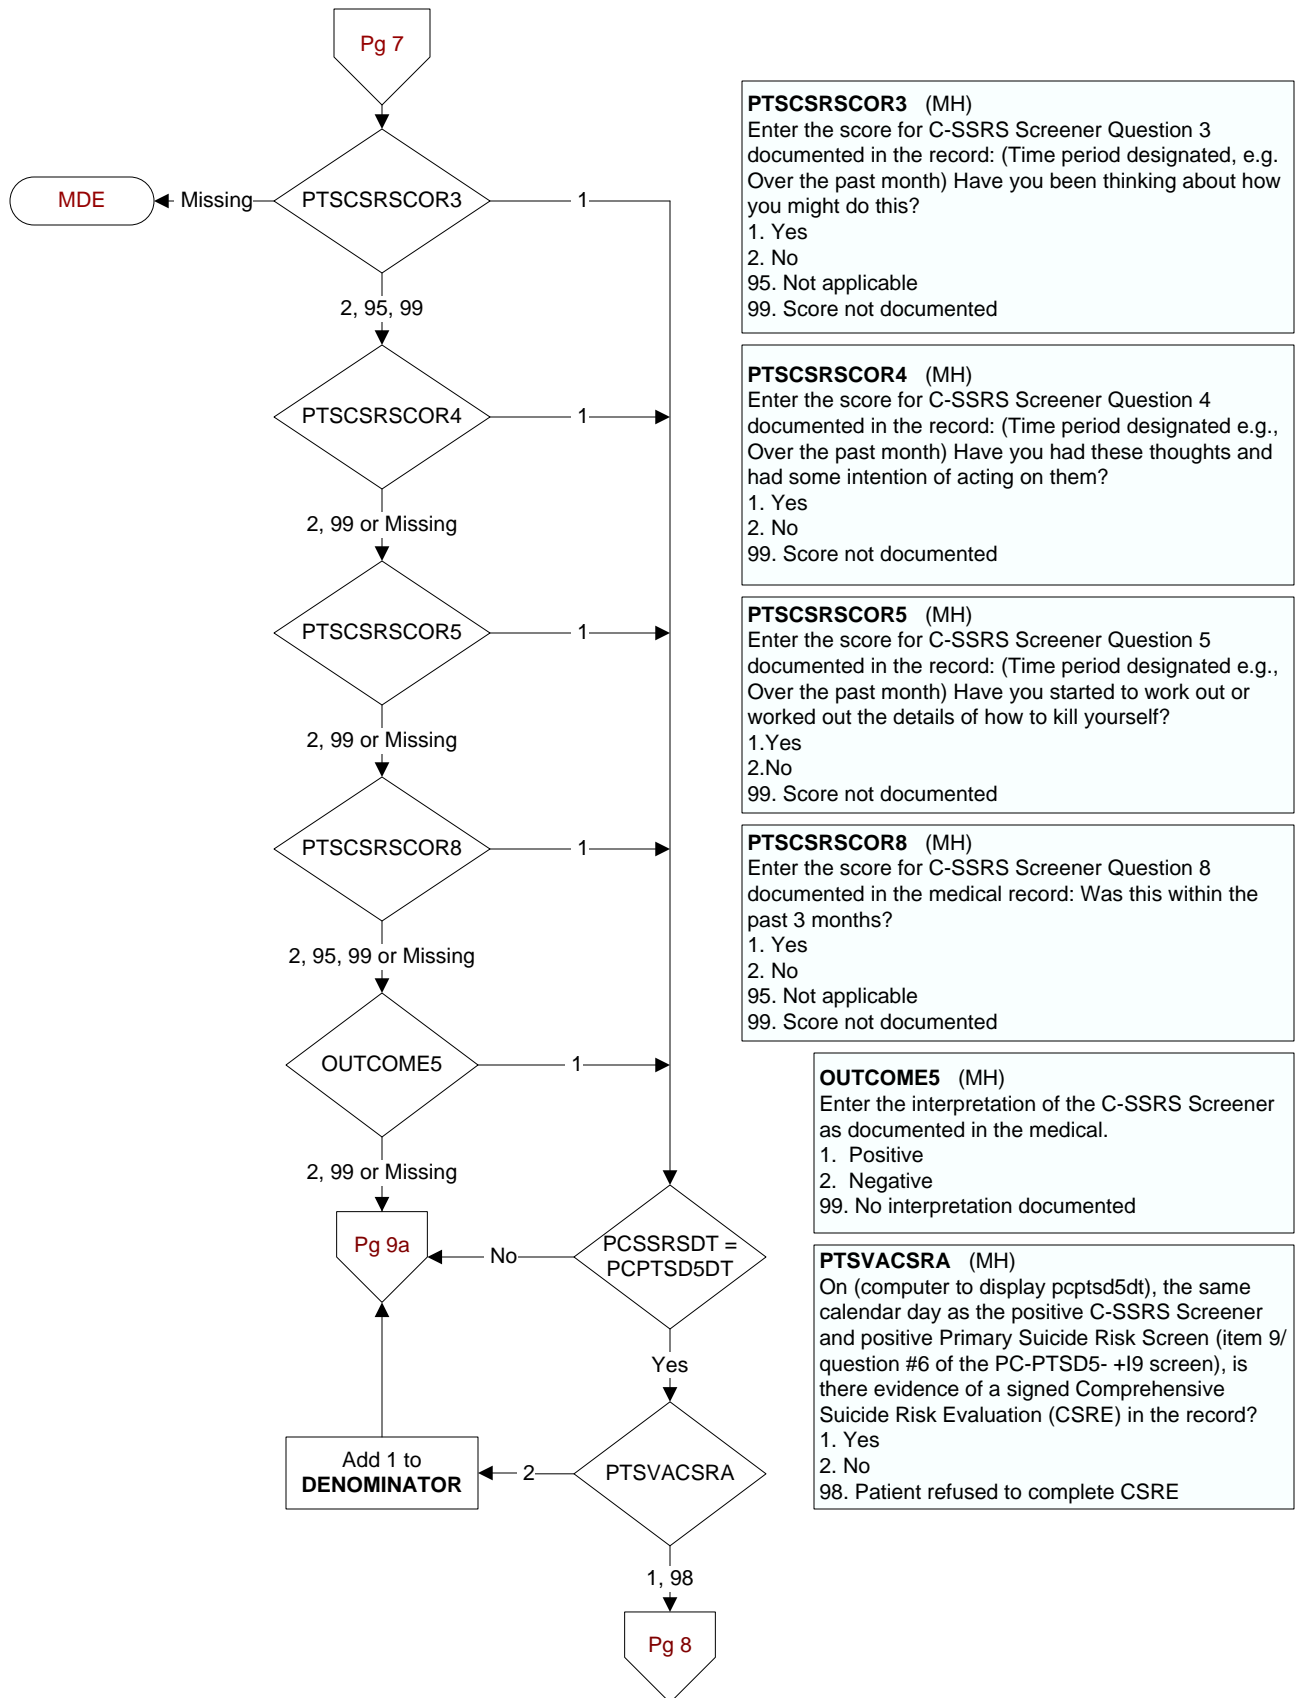 Pg 7
PTSCSRSCOR3
Missing
MDE
1
2, 95, 99
PTSCSRSCOR4
1
2, 99 or Missing
PTSCSRSCOR5
1
2, 99 or Missing
PTSCSRSCOR8
1
2, 95, 99 or Missing
OUTCOME5
1
2, 99 or Missing
Pg 9a
No
PCSSRSDT =
PCPTSD5DT
Yes
Add 1 to
DENOMINATOR
2
PTSVACSRA
1, 98
Pg 8
PTSCSRSCOR3 (MH)
Enter the score for C-SSRS Screener Question 3
documented in the record: (Time period designated, e.g.
Over the past month) Have you been thinking about how
you might do this?
1. Yes
2. No
95. Not applicable
99. Score not documented
PTSCSRSCOR4 (MH)
Enter the score for C-SSRS Screener Question 4
documented in the record: (Time period designated e.g.,
Over the past month) Have you had these thoughts and
had some intention of acting on them?
1. Yes
2. No
99. Score not documented
PTSCSRSCOR5 (MH)
Enter the score for C-SSRS Screener Question 5
documented in the record: (Time period designated e.g.,
Over the past month) Have you started to work out or
worked out the details of how to kill yourself?
1.Yes
2.No
99. Score not documented
PTSCSRSCOR8 (MH)
Enter the score for C-SSRS Screener Question 8
documented in the medical record: Was this within the
past 3 months?
1. Yes
2. No
95. Not applicable
99. Score not documented
OUTCOME5 (MH)
Enter the interpretation of the C-SSRS Screener
as documented in the medical.
1. Positive
2. Negative
99. No interpretation documented
PTSVACSRA (MH)
On (computer to display pcptsd5dt), the same
calendar day as the positive C-SSRS Screener
and positive Primary Suicide Risk Screen (item 9/
question #6 of the PC-PTSD5- +I9 screen), is
there evidence of a signed Comprehensive
Suicide Risk Evaluation (CSRE) in the record?
1. Yes
2. No
98. Patient refused to complete CSRE